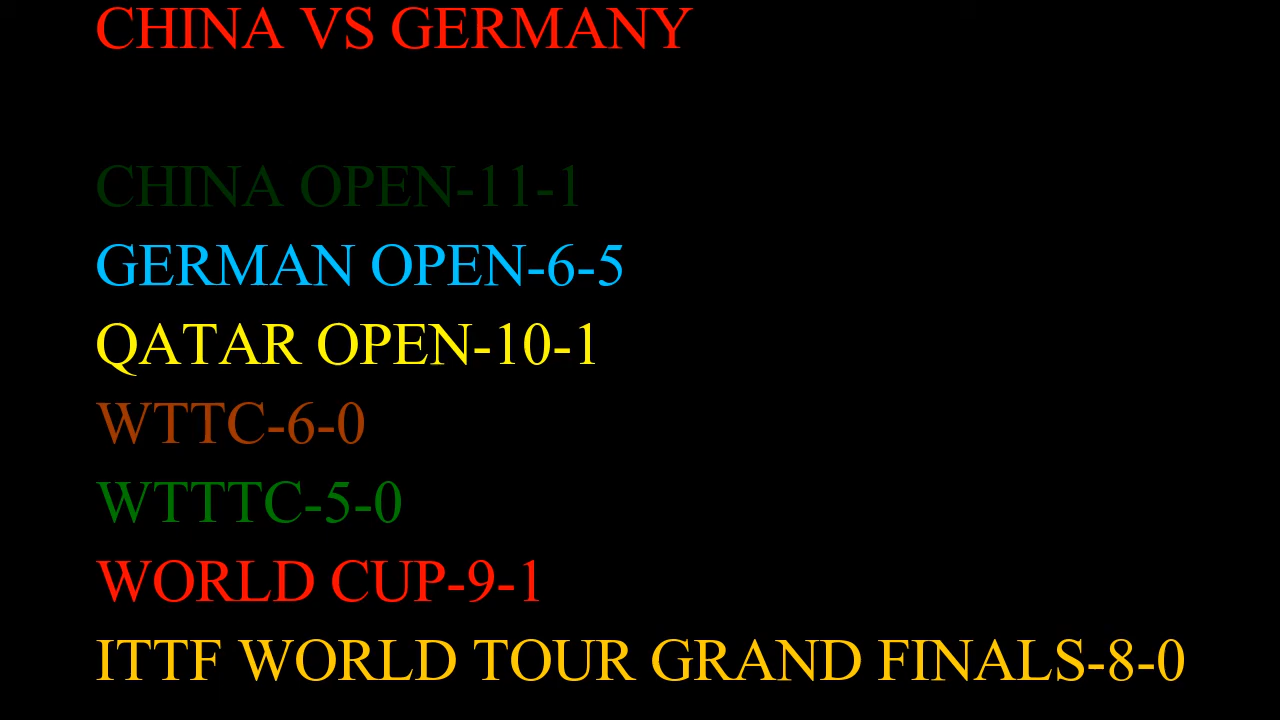 CHINA VS GERMANY
CHINA OPEN-11-1
GERMAN OPEN-6-5
QATAR OPEN-10-1
WTTC-6-0
WTTTC-5-0
WORLD CUP-9-1
ITTF WORLD TOUR GRAND FINALS-8-0